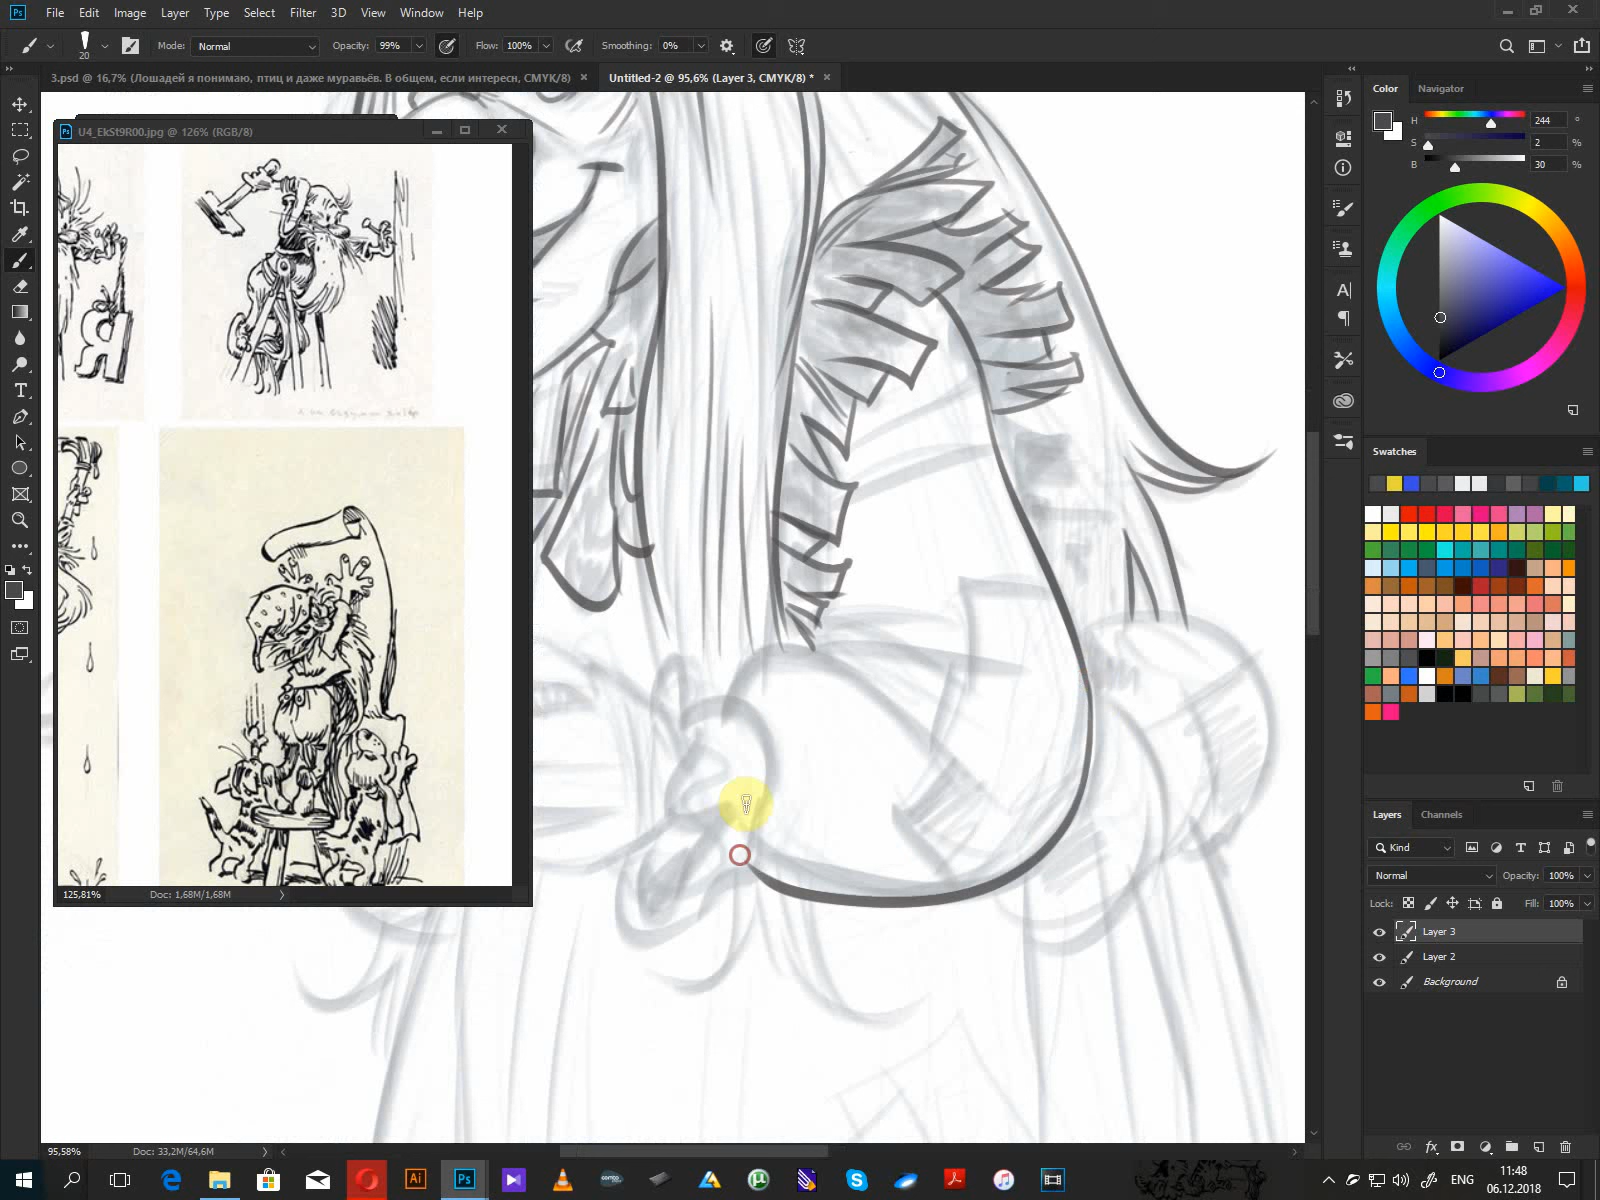 File Edit Image Layer Type Select Filter 3D View Window Help
20 Mode: Normal Opacity: 99% Flow: 100% Smoothing: 0%
3.psd @ 16,7% (Лошадей я понимаю, птиц и даже муравьёв. В общем, если интересн, CMYK/8) × Untitled-2 @ 95,6% (Layer 3, CMYK/8) * ×
U4_EkSt9R00.jpg @ 126% (RGB/8)
Я
125,81% Doc: 1,68M/1,68M
Color Navigator
H 244 °
S 2 %
B 30 %
Swatches
Layers Channels
Kind
Normal Opacity: 100%
Lock: Fill: 100%
Layer 3
Layer 2
Background
fx
95,58% Doc: 33,2M/64,6M
Ai Ps
ENG
11:48
06.12.2018